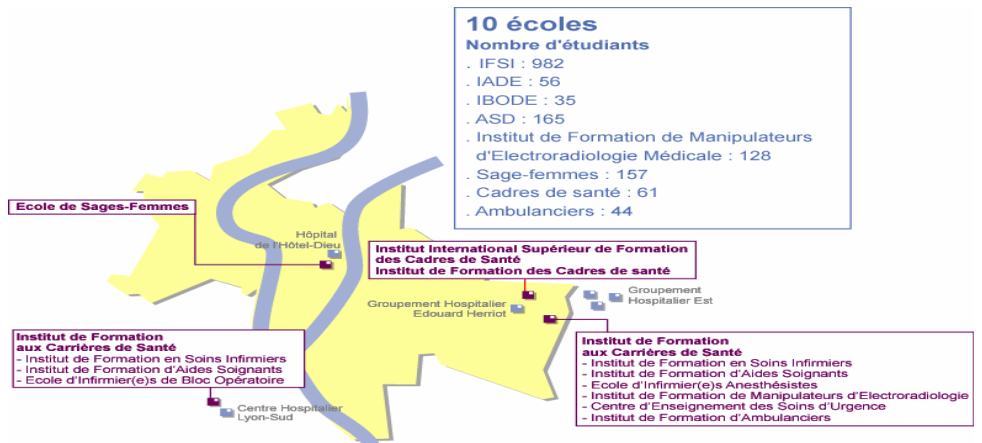 10 écoles
Nombre d'étudiants
. IFSI : 982
. IADE : 56
. IBODE : 35
. ASD : 165
. Institut de Formation de Manipulateurs
d'Electroradiologie Médicale : 128
. Sage-femmes : 157
. Cadres de santé : 61
. Ambulanciers : 44
Ecole de Sages-Femmes
Hôpital
de l'Hôtel-Dieu
Institut International Supérieur de Formation
des Cadres de Santé
Institut de Formation des Cadres de santé
Groupement Hospitalier
Edouard Herriot
Groupement
Hospitalier Est
Institut de Formation
aux Carrières de Santé
- Institut de Formation en Soins Infirmiers
- Institut de Formation d'Aides Soignants
- Ecole d'Infirmier(e)s de Bloc Opératoire
Centre Hospitalier
Lyon-Sud
Institut de Formation
aux Carrières de Santé
- Institut de Formation en Soins Infirmiers
- Institut de Formation d'Aides Soignants
- Ecole d'Infirmier(e)s Anesthésistes
- Institut de Formation de Manipulateurs d'Electroradiologie
- Centre d'Enseignement des Soins d'Urgence
- Institut de Formation d'Ambulanciers